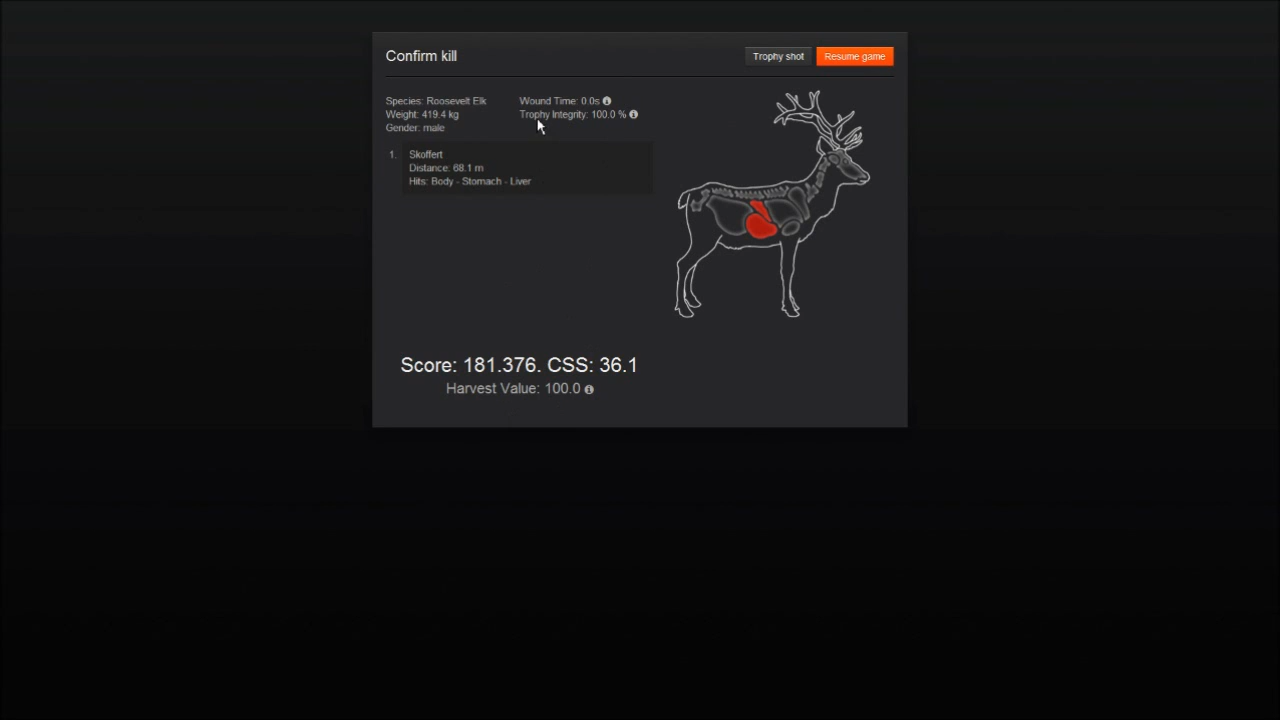 Confirm kill
Trophy shot
Resume game
Species: Roosevelt Elk
Weight: 419.4 kg
Gender: male
Wound Time: 0.0s
Trophy Integrity: 100.0 %
1.
Skoffert
Distance: 68.1 m
Hits: Body - Stomach - Liver
Score: 181.376. CSS: 36.1
Harvest Value: 100.0